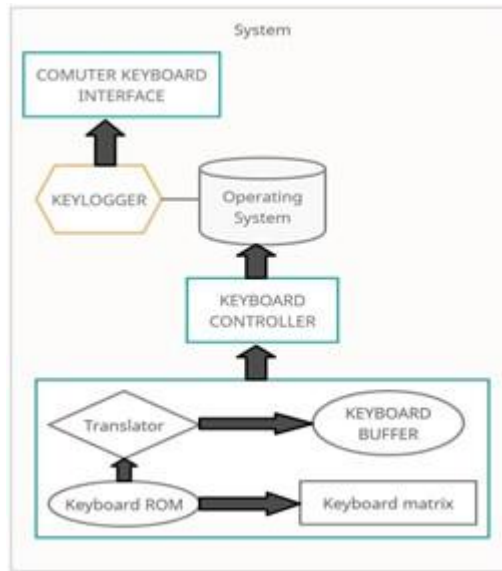 System
COMUTER KEYBOARD
INTERFACE
KEYLOGGER
Operating
System
KEYBOARD
CONTROLLER
Translator
KEYBOARD
BUFFER
Keyboard ROM
Keyboard matrix